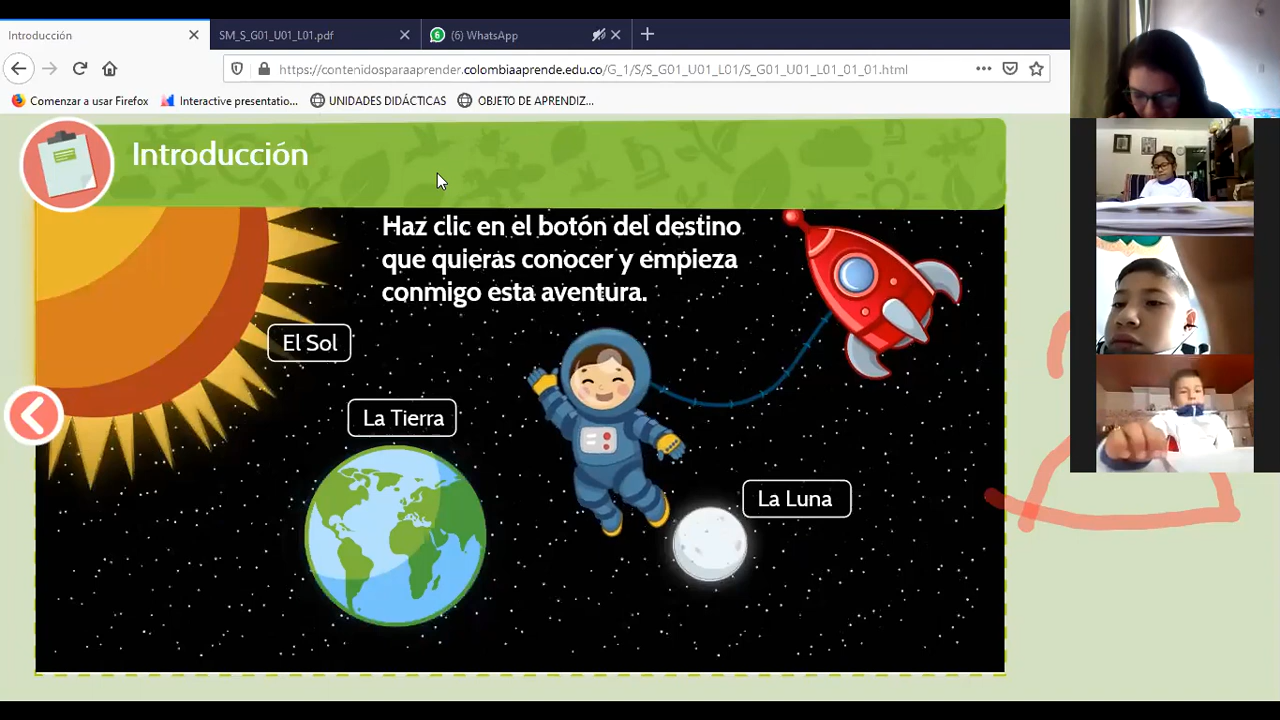 Introducción
SM_S_G01_U01_L01.pdf
6
(6) WhatsApp
https://contenidosparaaprender.colombiaaprende.edu.co/G_1/S/S_G01_U01_L01/S_G01_U01_L01_01_01.html
Comenzar a usar Firefox
Interactive presentatio...
UNIDADES DIDÁCTICAS
OBJETO DE APRENDIZ...
Introducción
Haz clic en el botón del destino
que quieras conocer y empieza
conmigo esta aventura.
El Sol
La Tierra
La Luna